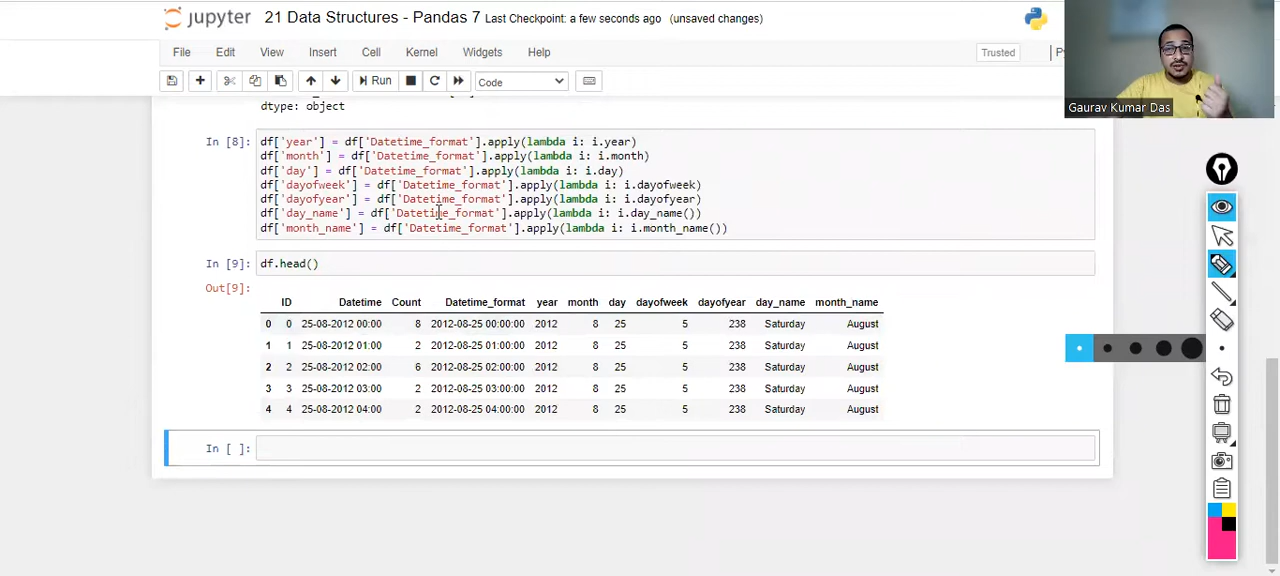 jupyter 21 Data Structures - Pandas 7 Last Checkpoint: a few seconds ago (unsaved changes)
File Edit View Insert Cell Kernel Widgets Help Trusted
Run Code
Gaurav Kumar Das
dtype: object
In [8]: df['year'] = df['Datetime_format'].apply(lambda i: i.year)
df['month'] = df['Datetime_format'].apply(lambda i: i.month)
df['day'] = df['Datetime_format'].apply(lambda i: i.day)
df['dayofweek'] = df['Datetime_format'].apply(lambda i: i.dayofweek)
df['dayofyear'] = df['Datetime_format'].apply(lambda i: i.dayofyear)
df['day_name'] = df['Datetime_format'].apply(lambda i: i.day_name())
df['month_name'] = df['Datetime_format'].apply(lambda i: i.month_name())
In [9]: df.head()
Out[9]:
ID Datetime Count Datetime_format year month day dayofweek dayofyear day_name month_name
0 0 25-08-2012 00:00 8 2012-08-25 00:00:00 2012 8 25 5 238 Saturday August
1 1 25-08-2012 01:00 2 2012-08-25 01:00:00 2012 8 25 5 238 Saturday August
2 2 25-08-2012 02:00 6 2012-08-25 02:00:00 2012 8 25 5 238 Saturday August
3 3 25-08-2012 03:00 2 2012-08-25 03:00:00 2012 8 25 5 238 Saturday August
4 4 25-08-2012 04:00 2 2012-08-25 04:00:00 2012 8 25 5 238 Saturday August
In [ ]: